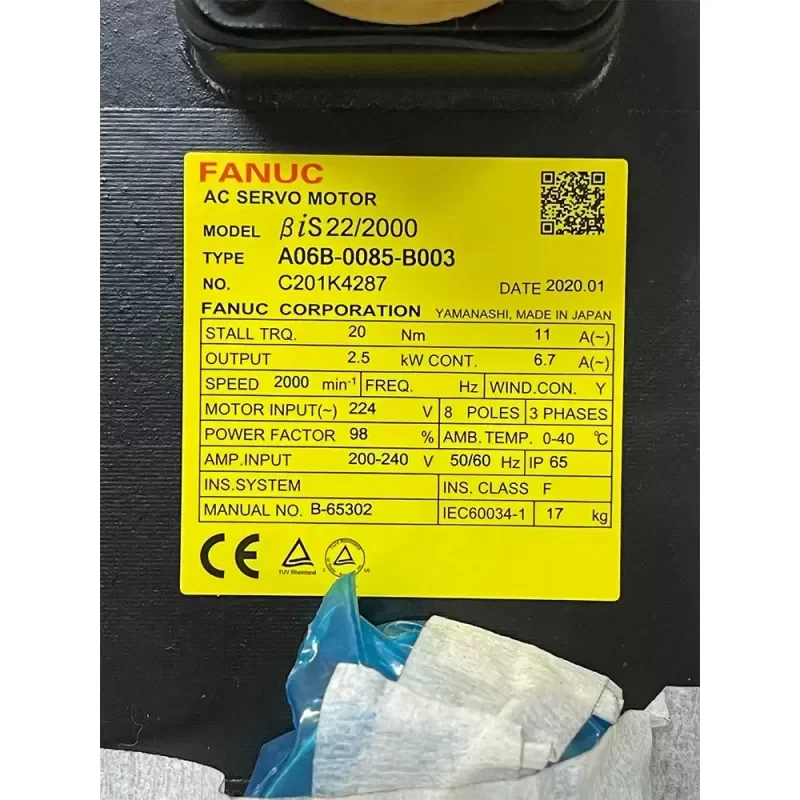 FANUC
AC SERVO MOTOR
MODEL βiS22/2000
TYPE A06B-0085-B003
NO. C201K4287
DATE 2020.01
FANUC CORPORATION YAMANASHI, MADE IN JAPAN
STALL TRQ. 20 Nm 11 A(~)
OUTPUT 2.5 kW CONT. 6.7 A(~)
SPEED 2000 min-1 FREQ. Hz WIND.CON. Y
MOTOR INPUT(~) 224 V 8 POLES 3 PHASES
POWER FACTOR 98 % AMB. TEMP. 0-40 ℃
AMP.INPUT 200-240 V 50/60 Hz IP 65
INS.SYSTEM INS. CLASS F
MANUAL NO. B-65302 IEC60034-1 17 kg
CE
TUV Rheinland